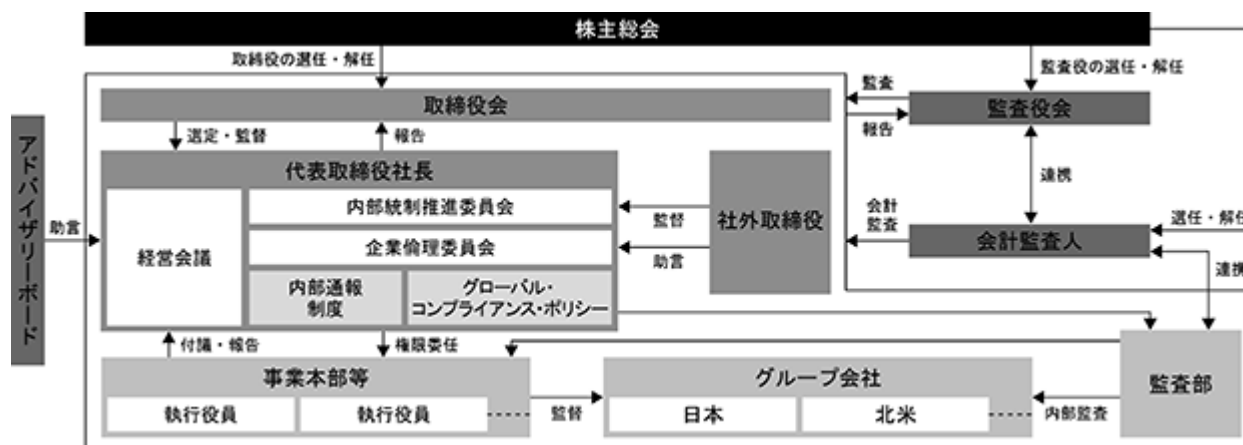 株主総会
取締役の選任・解任
監査役の選任・解任
取締役会
監査
監査役会
報告
選定・監督
報告
アドバイザリーボード
助言
代表取締役社長
経営会議
内部統制推進委員会
企業倫理委員会
内部通報
制度
グローバル・
コンプライアンス・ポリシー
監督
助言
社外取締役
連携
会計
監査
会計監査人
選任・解任
連携
付議・報告
権限委任
事業本部等
執行役員
執行役員
監督
グループ会社
日本
北米
内部監査
監査部